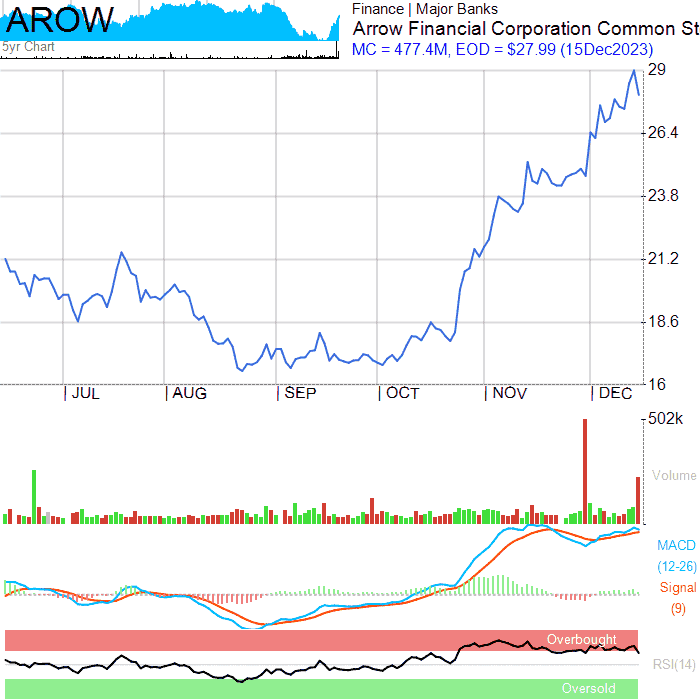 AROW
5yr Chart
Finance | Major Banks
Arrow Financial Corporation Common St
MC = 477.4M, EOD = $27.99 (15Dec2023)
29
26.4
23.8
21.2
18.6
16
| JUL | AUG | SEP | OCT | NOV | DEC
502k
Volume
MACD
(12-26)
Signal
(9)
Overbought
RSI(14)
Oversold